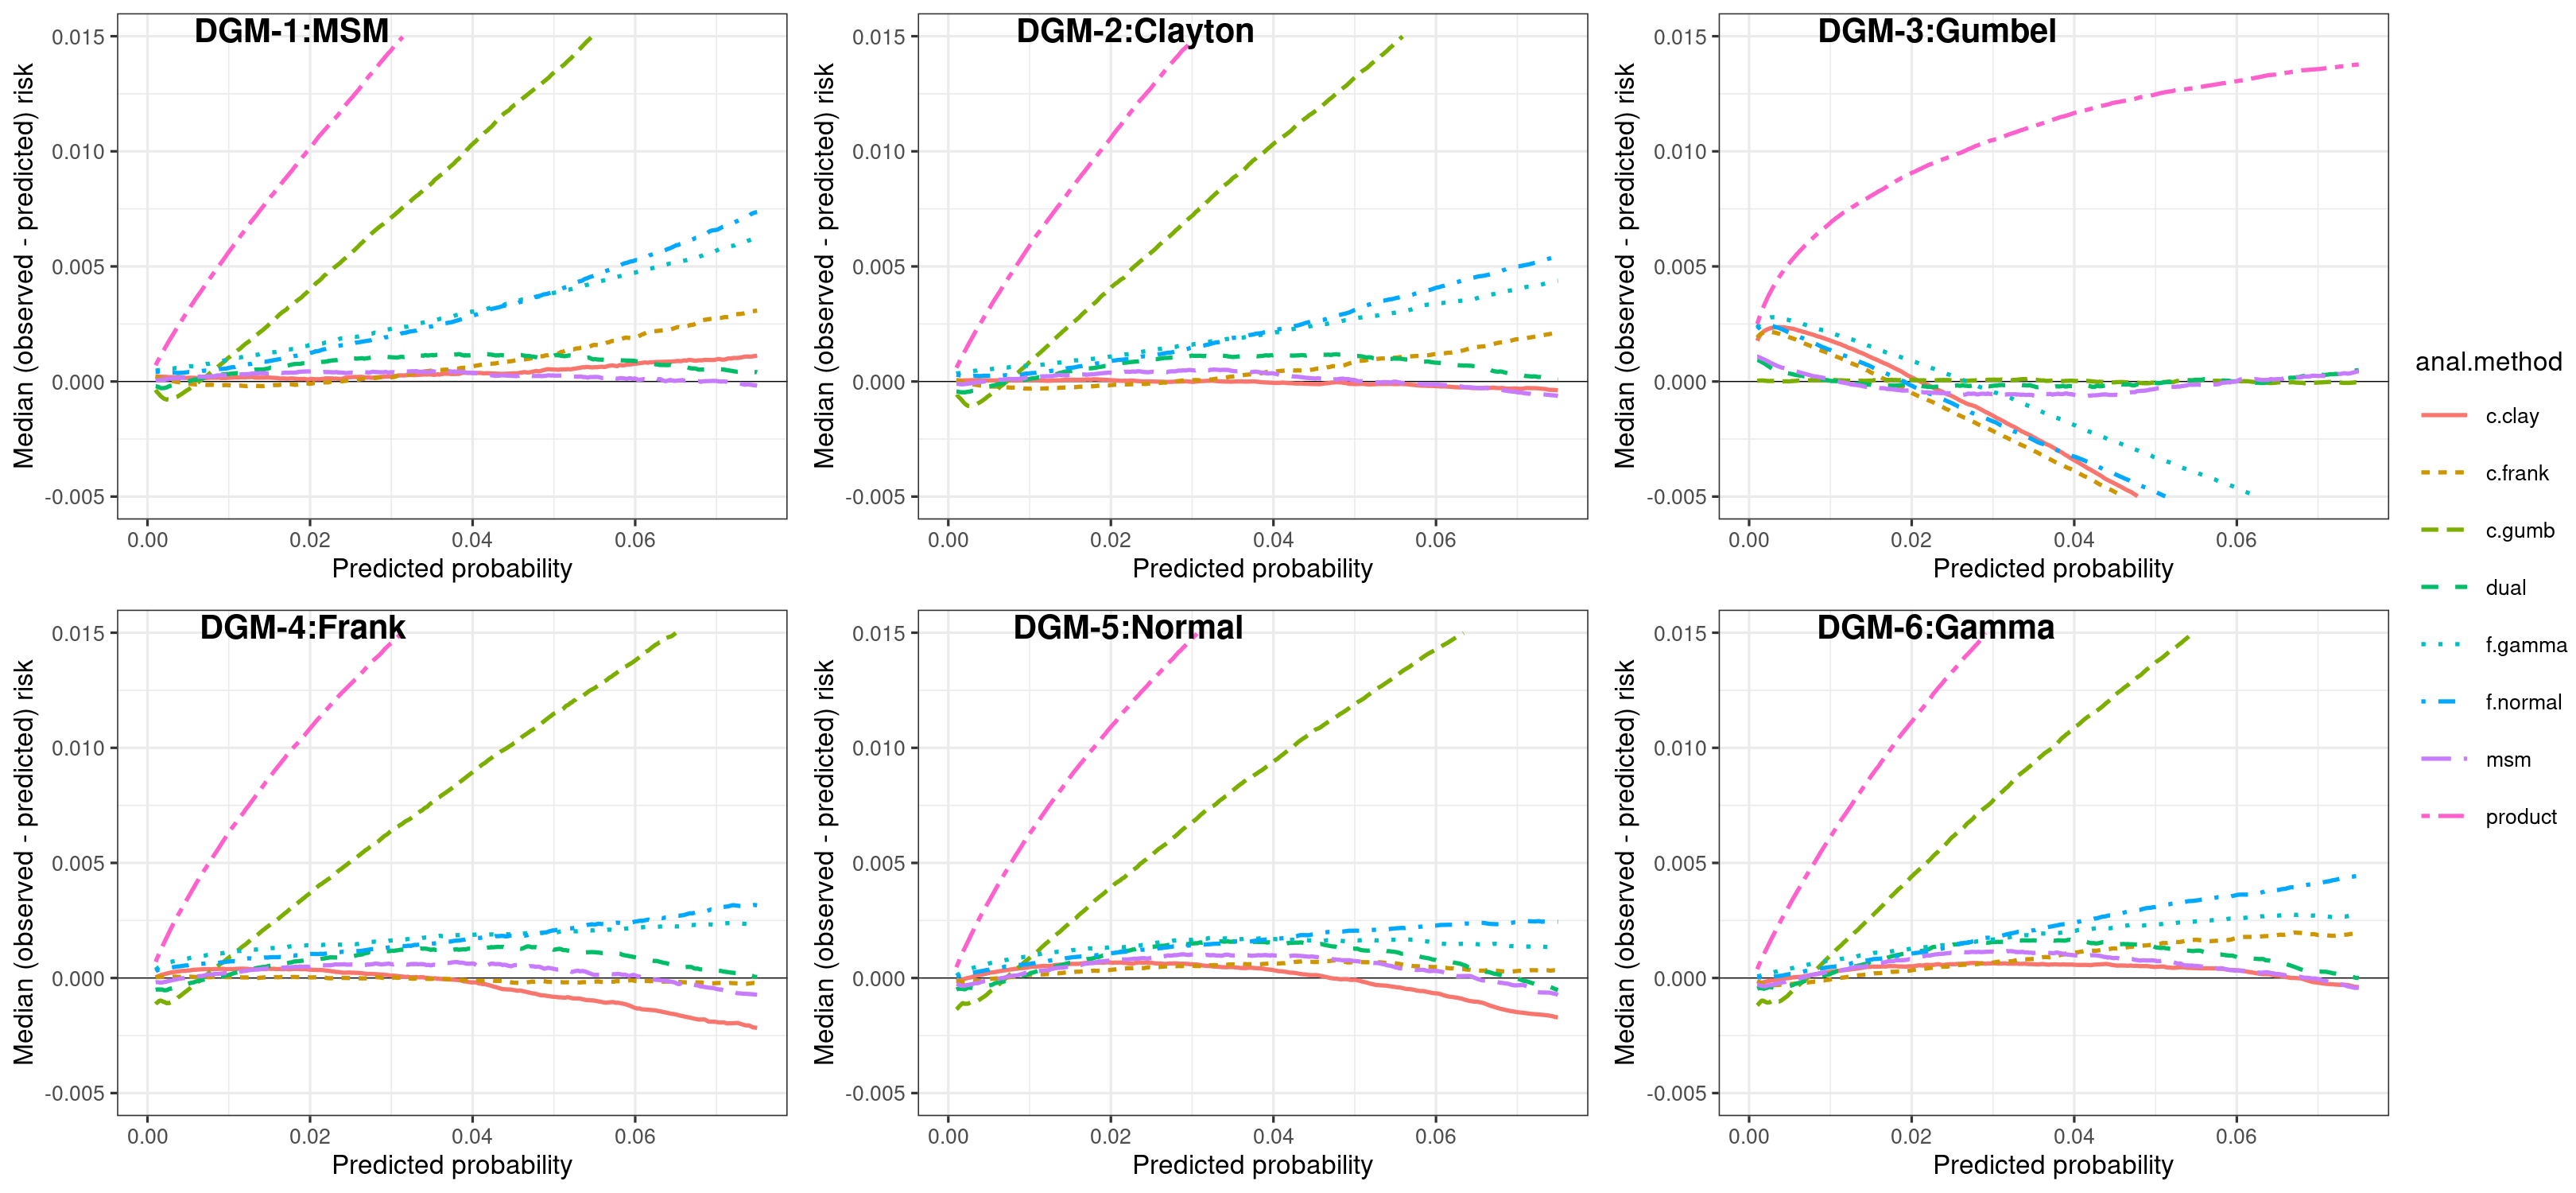 DGM-1:MSM
0.015
0.010
0.005
0.000
-0.005
Median (observed - predicted) risk
0.00 0.02 0.04 0.06
Predicted probability
DGM-2:Clayton
0.015
0.010
0.005
0.000
-0.005
Median (observed - predicted) risk
0.00 0.02 0.04 0.06
Predicted probability
DGM-3:Gumbel
0.015
0.010
0.005
0.000
-0.005
Median (observed - predicted) risk
0.00 0.02 0.04 0.06
Predicted probability
DGM-4:Frank
0.015
0.010
0.005
0.000
-0.005
Median (observed - predicted) risk
0.00 0.02 0.04 0.06
Predicted probability
DGM-5:Normal
0.015
0.010
0.005
0.000
-0.005
Median (observed - predicted) risk
0.00 0.02 0.04 0.06
Predicted probability
DGM-6:Gamma
0.015
0.010
0.005
0.000
-0.005
Median (observed - predicted) risk
0.00 0.02 0.04 0.06
Predicted probability
anal.method
c.clay
c.frank
c.gumb
dual
f.gamma
f.normal
msm
product